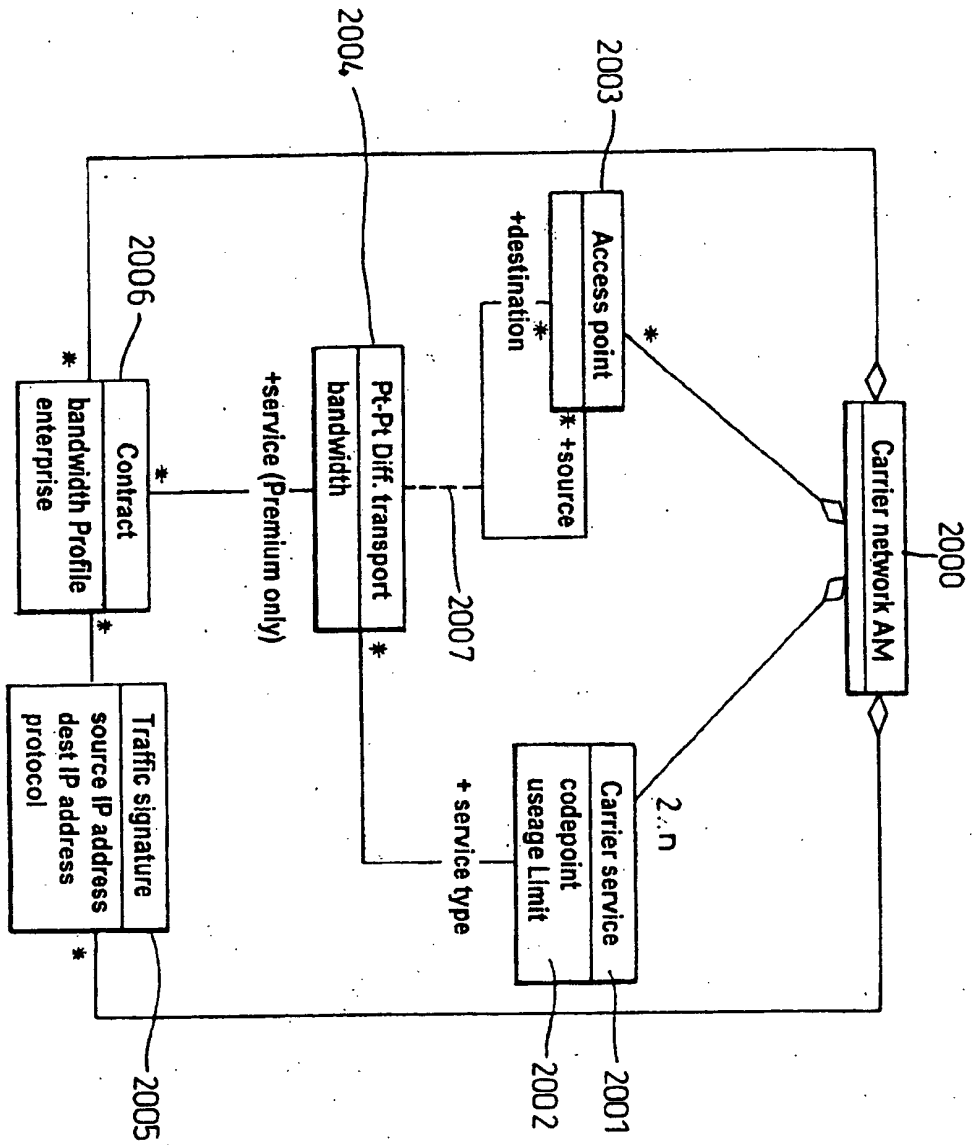 2000
Carrier network AM
2003
Access point
*
* +source
+destination
*
2..n
Carrier service
codepoint
useage Limit
2001
2002
2004
Pt-Pt Diff. transport
bandwidth
2007
*
+ service type
+service (Premium only)
2006
*
*
Contract
bandwidth Profile
enterprise
*
Traffic signature
source IP address
dest IP address
protocol
*
2005